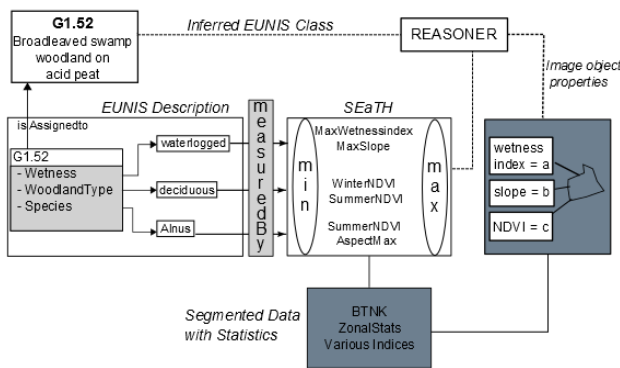 G1.52
Broadleaved swamp
woodland on
acid peat
Inferred EUNIS Class
REASONER
Image object
properties
EUNIS Description
SEaTH
is Assignedto
G1.52
- Wetness
- WoodlandType
- Species
waterlogged
deciduous
Alnus
measuredBy
min
MaxWetnessindex
MaxSlope
WinterNDVI
SummerNDVI
SummerNDVI
AspectMax
max
wetness
index = a
slope = b
NDVI = c
Segmented Data
with Statistics
BTNK
ZonalStats
Various Indices